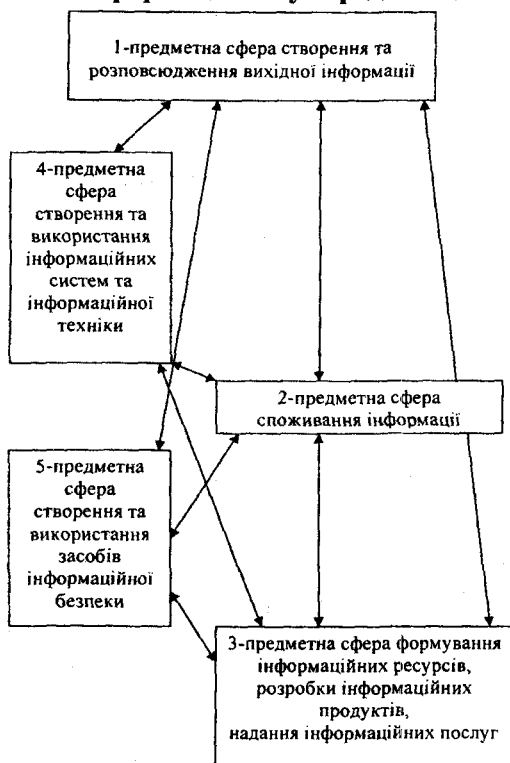 1-предметна сфера створення та
розповсюдження вихідної інформації
4-предметна
сфера
створення та
використання
інформаційних
систем та
інформаційної
техніки
2-предметна сфера
споживання інформації
5-предметна
сфера
створення та
використання
засобів
інформаційної
безпеки
3-предметна сфера формування
інформаційних ресурсів,
розробки інформаційних
продуктів,
надання інформаційних послуг